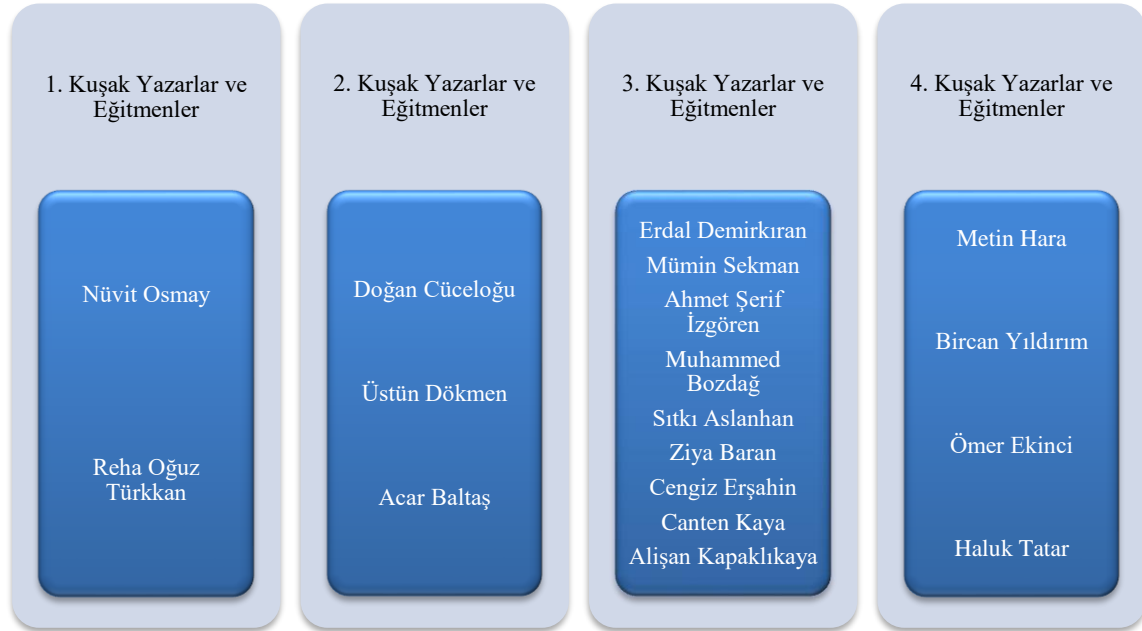 1. Kuşak Yazarlar ve
Eğitmenler
Nüvit Osmay
Reha Oğuz
Türkkan
2. Kuşak Yazarlar ve
Eğitmenler
Doğan Cüceloğu
Üstün Dökmen
Acar Baltaş
3. Kuşak Yazarlar ve
Eğitmenler
Erdal Demirkıran
Mümin Sekman
Ahmet Şerif
İzgören
Muhammed
Bozdağ
Sıtkı Aslanhan
Ziya Baran
Cengiz Erşahin
Canten Kaya
Alişan Kapaklıkaya
4. Kuşak Yazarlar ve
Eğitmenler
Metin Hara
Bircan Yıldırım
Ömer Ekinci
Haluk Tatar